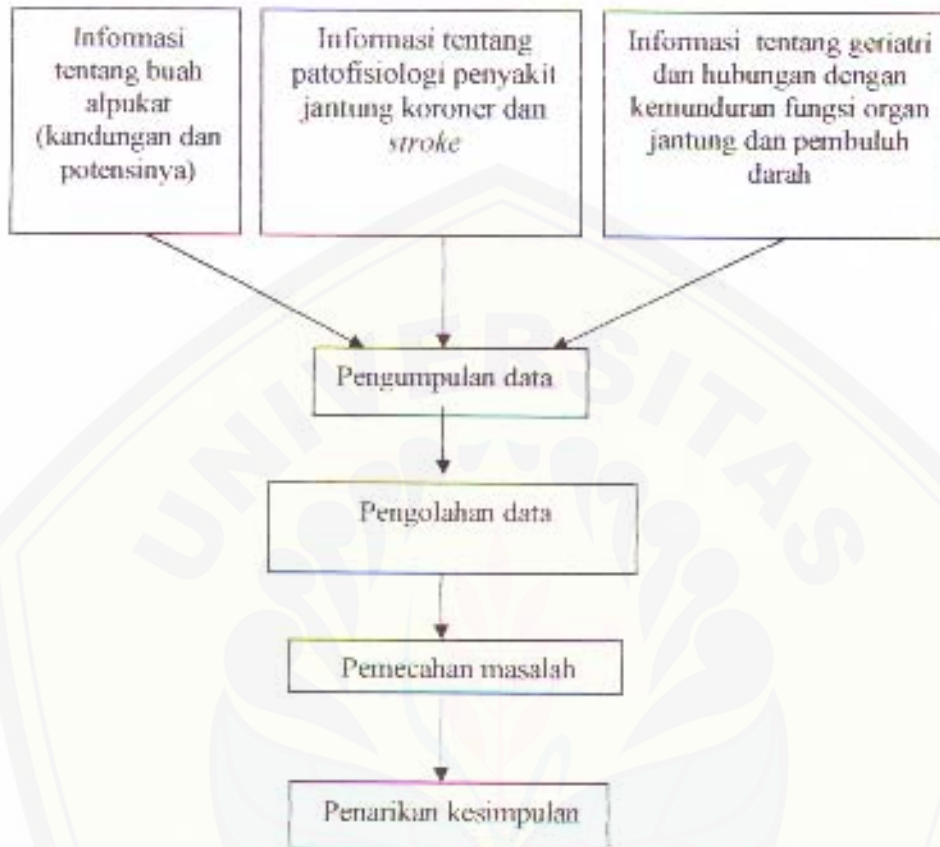 Informasi
tentang buah
alpukat
(kandungan dan
potensinya)
Informasi tentang
patofisiologi penyakit
jantung koroner dan
stroke
Informasi tentang geriatri
dan hubungan dengan
kemunduran fungsi organ
jantung dan pembuluh
darah
Pengumpulan data
Pengolahan data
Pemecahan masalah
Penarikan kesimpulan
UNIVERSITAS